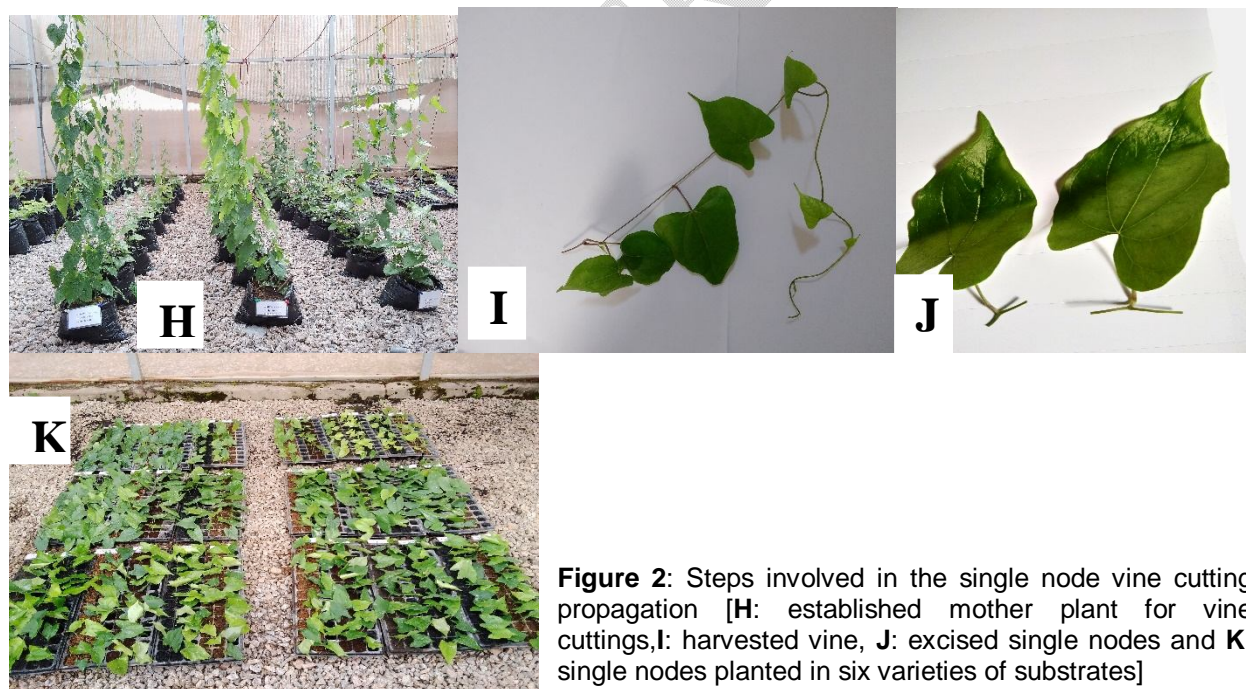 H
I
J
K
Figure 2: Steps involved in the single node vine cutting
propagation [H: established mother plant for vine
cuttings,I: harvested vine, J: excised single nodes and K
single nodes planted in six varieties of substrates]